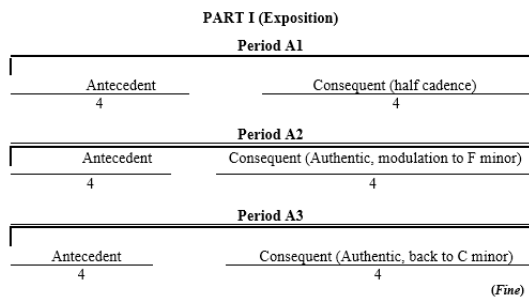 PART I (Exposition)
Period A1
Antecedent Consequent (half cadence)
4 4
Period A2
Antecedent Consequent (Authentic, modulation to F minor)
4 4
Period A3
Antecedent Consequent (Authentic, back to C minor)
4 4
(Fine)